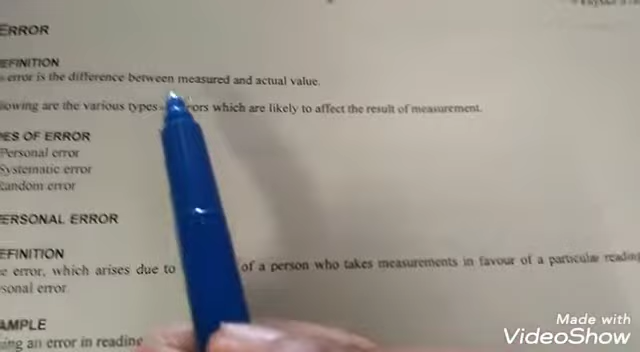 ERROR
EFINITION
error is the difference between measured and actual value.
lowing are the various types rors which are likely to affect the result of measurement.
PES OF ERROR
Personal error
Systematic error
Random error
ERSONAL ERROR
EFINITION
e error, which arises due to of a person who takes measurements in favour of a particular reading
sonal error
AMPLE
ing an error in reading
Made with
VideoShow